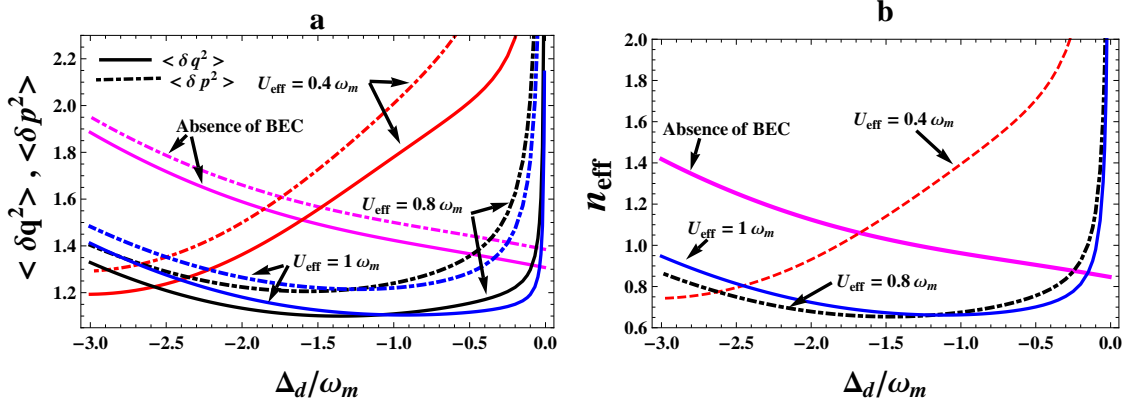 a
< δq² > , <δp² >
2.2
2.0
1.8
1.6
1.4
1.2
< δ q² >
< δ p² >
U_eff = 0.4 ω_m
Absence of BEC
U_eff = 0.8 ω_m
U_eff = 1 ω_m
−3.0 −2.5 −2.0 −1.5 −1.0 −0.5 0.0
Δ_d/ω_m
b
n_eff
2.0
1.8
1.6
1.4
1.2
1.0
0.8
0.6
U_eff = 0.4 ω_m
Absence of BEC
U_eff = 1 ω_m
U_eff = 0.8 ω_m
−3.0 −2.5 −2.0 −1.5 −1.0 −0.5 0.0
Δ_d/ω_m